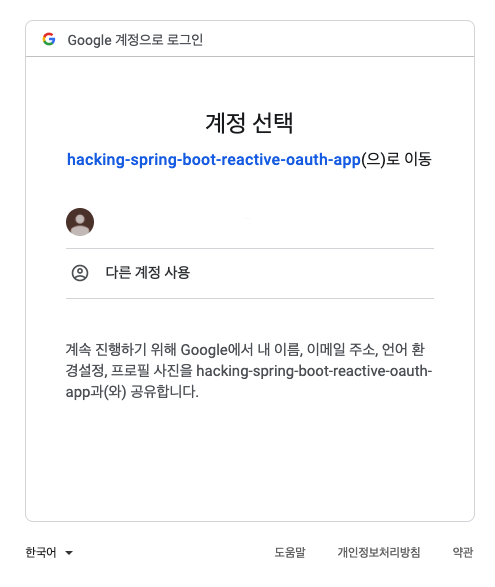 Google 계정으로 로그인
계정 선택
hacking-spring-boot-reactive-oauth-app(으)로 이동
다른 계정 사용
계속 진행하기 위해 Google에서 내 이름, 이메일 주소, 언어 환
경설정, 프로필 사진을 hacking-spring-boot-reactive-oauth-
app과(와) 공유합니다.
한국어 도움말 개인정보처리방침 약관